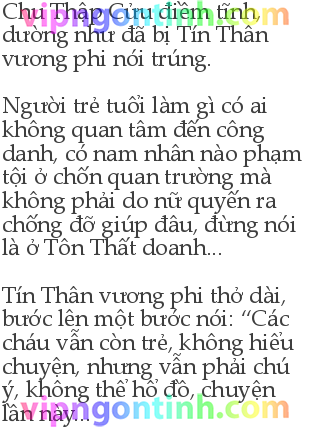 Chu Thập Cửu điềm tĩnh,
vipngontinh.com
dường như đã bị Tín Thân
vương phi nói trúng.
Người trẻ tuổi làm gì có ai
không quan tâm đến công
danh, có nam nhân nào phạm
tội ở chốn quan trường mà
không phải do nữ quyến ra
chống đỡ giúp đâu, đừng nói
là ở Tôn Thất doanh...
Tín Thân vương phi thở dài,
bước lên một bước nói: “Các
cháu vẫn còn trẻ, không hiểu
chuyện, nhưng vẫn phải chú
ý, không thể hồ đồ, chuyện
lần này...
vipngontinh.com